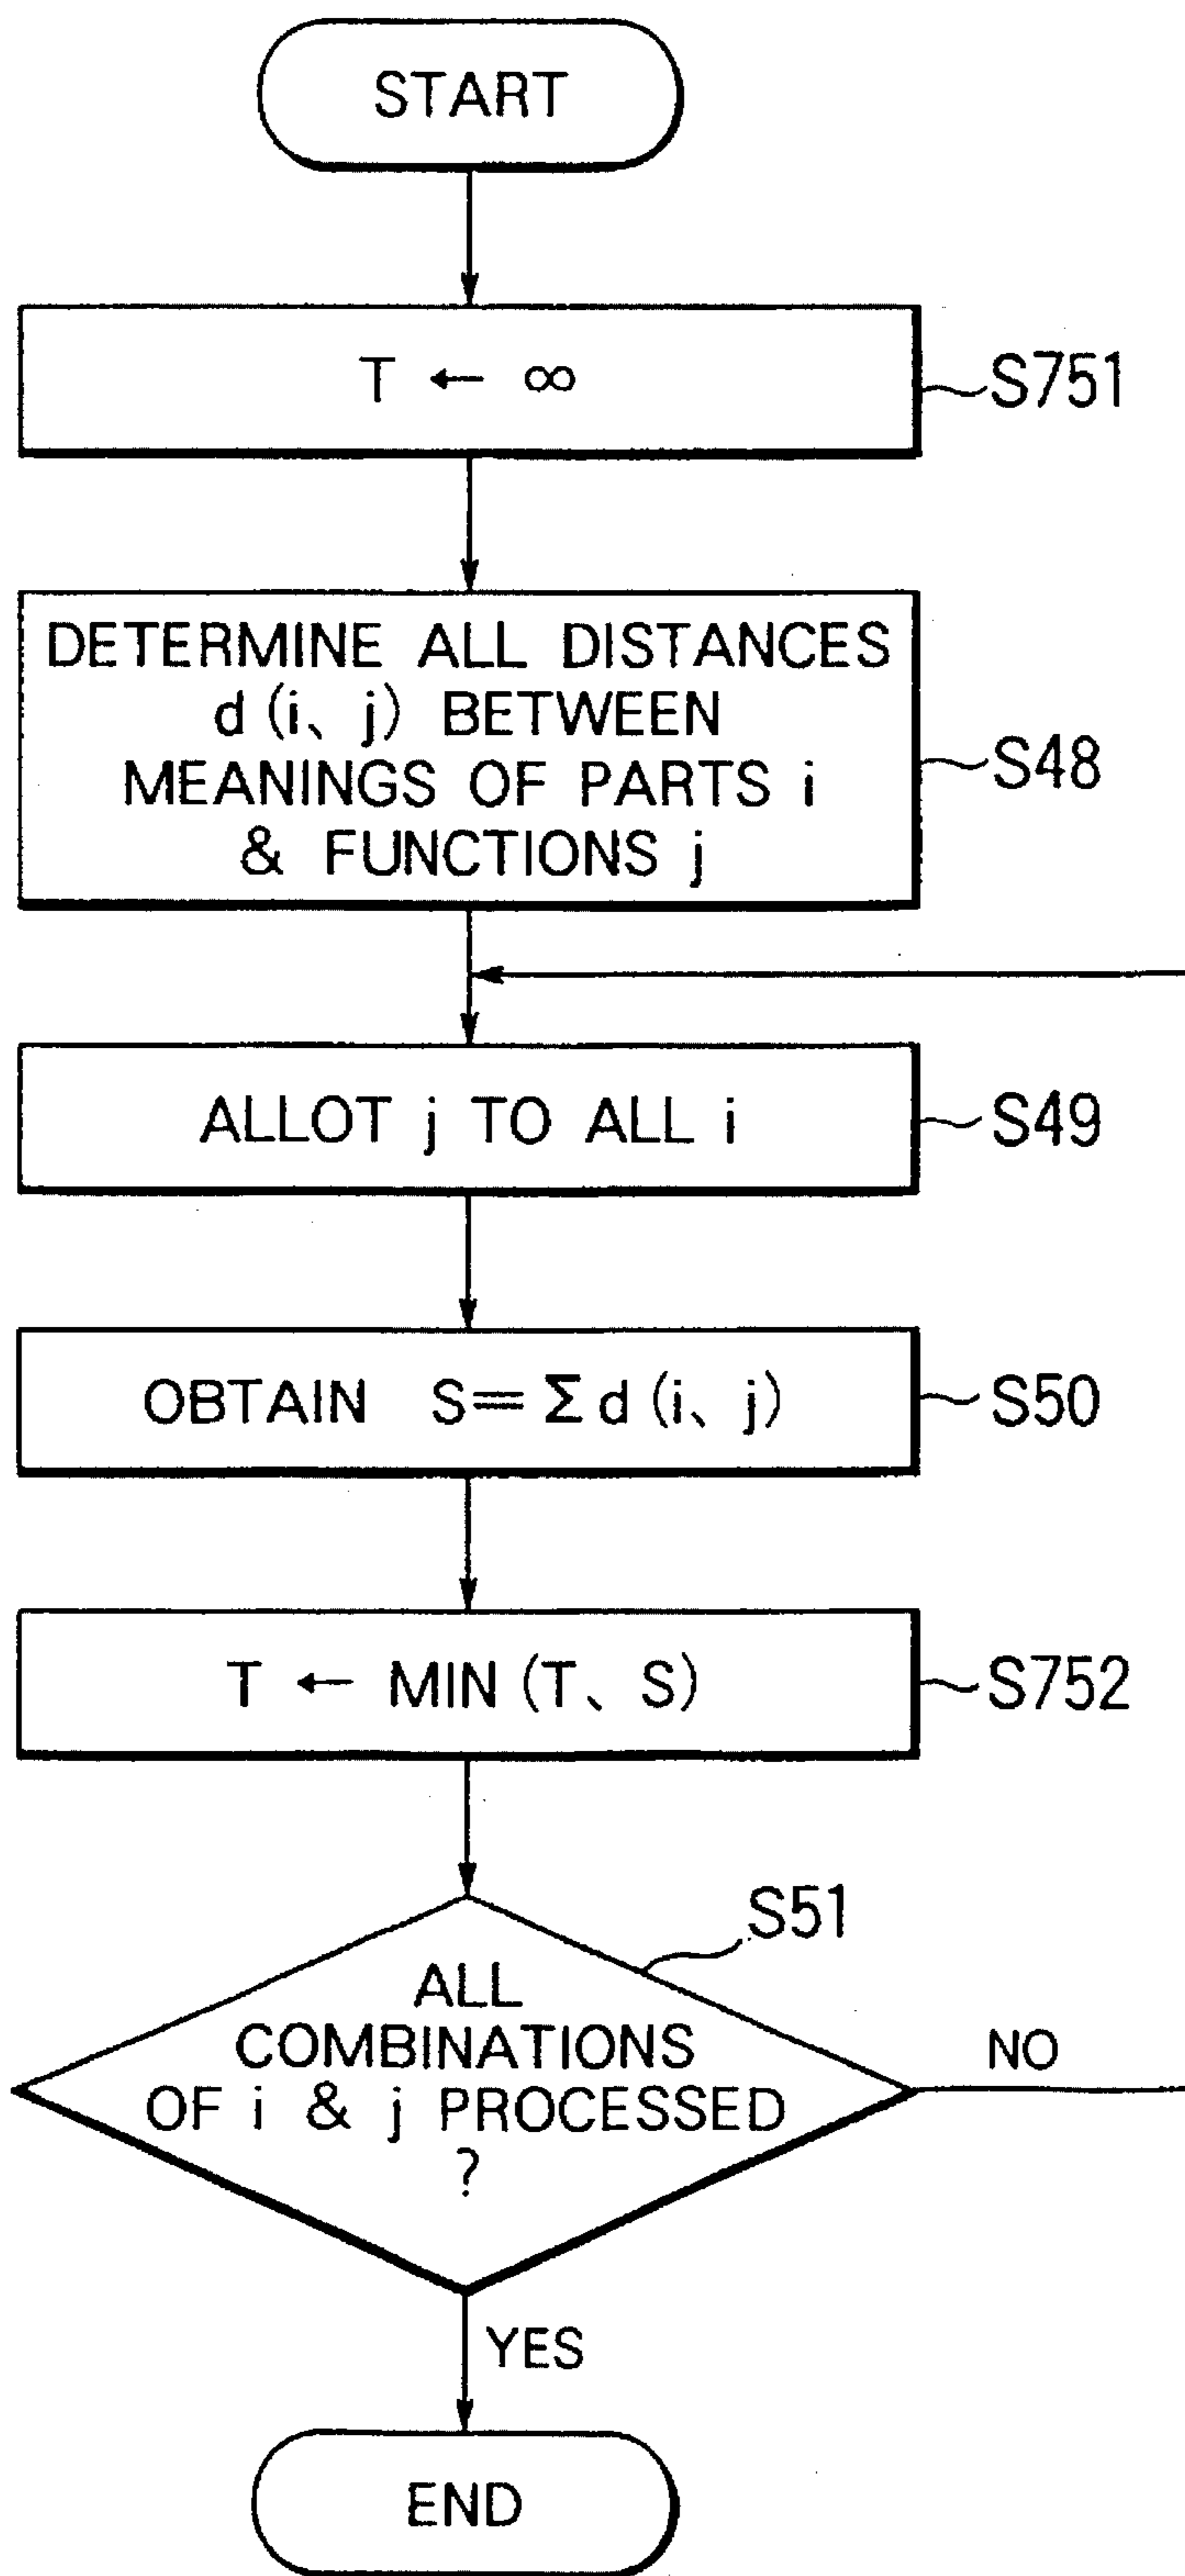 START
T ← ∞
S751
DETERMINE ALL DISTANCES
d (i、j) BETWEEN
MEANINGS OF PARTS i
& FUNCTIONS j
S48
ALLOT j TO ALL i
S49
OBTAIN S=Σd (i、j)
S50
T ← MIN (T、S)
S752
S51
ALL
COMBINATIONS
OF i & j PROCESSED
?
NO
YES
END